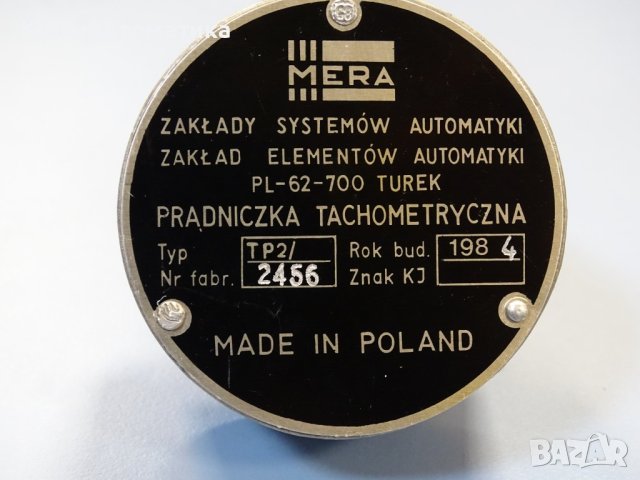 MERA
ZAKŁADY SYSTEMÓW AUTOMATYKI
ZAKŁAD ELEMENTÓW AUTOMATYKI
PL-62-700 TUREK
PRĄDNICZKA TACHOMETRYCZNA
Typ TP2/ Rok bud. 1984
Nr fabr. 2456 Znak KJ
MADE IN POLAND
BAZAR